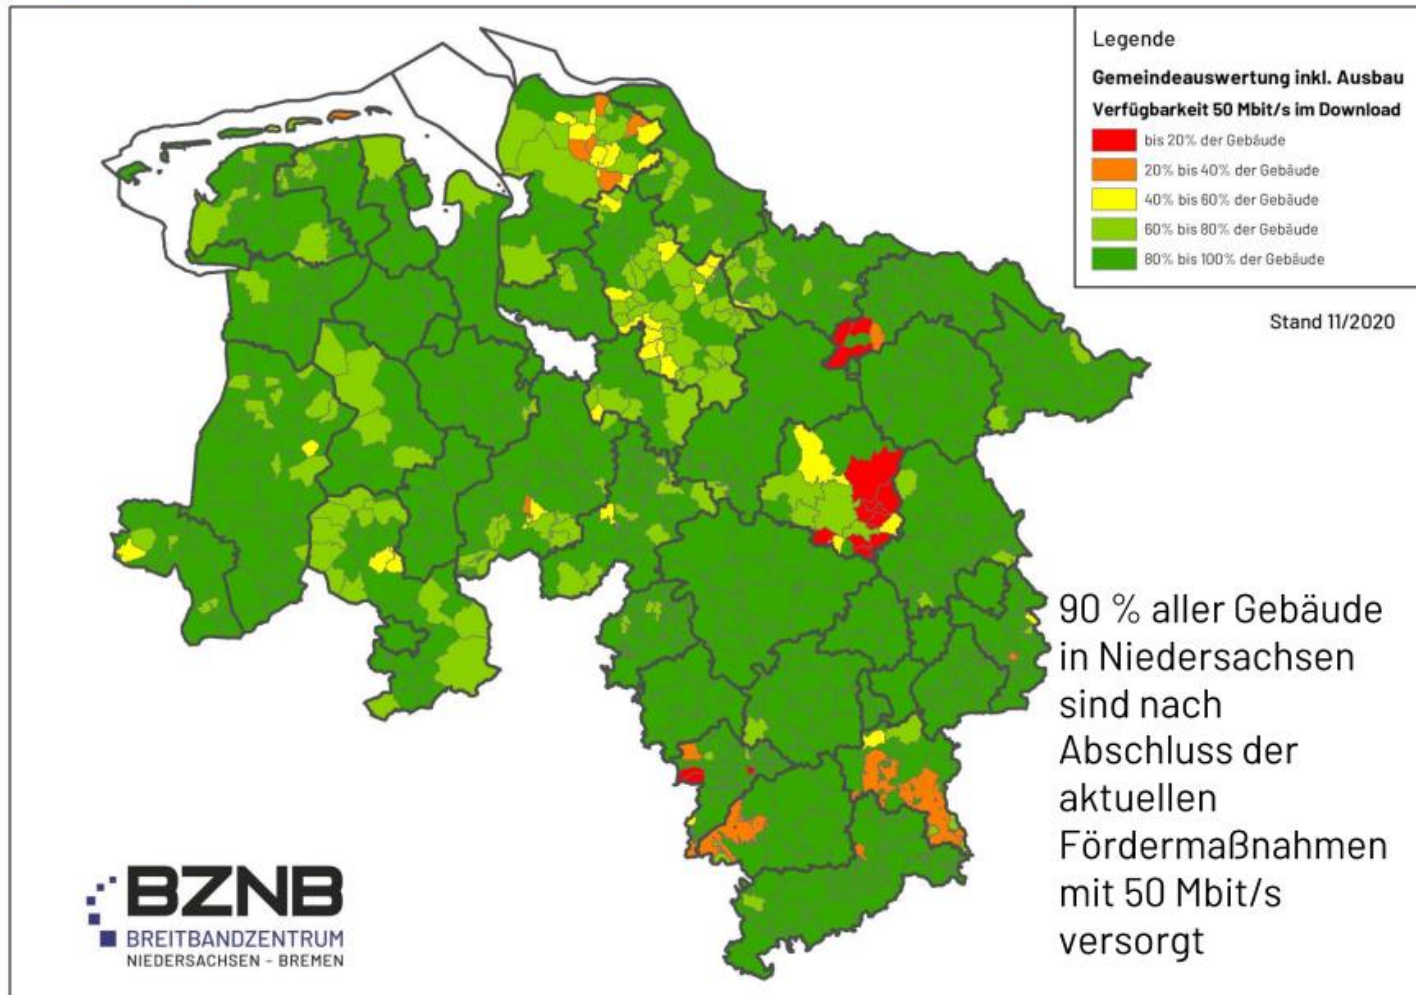 Legende
Gemeindeauswertung inkl. Ausbau
Verfügbarkeit 50 Mbit/s im Download
bis 20% der Gebäude
20% bis 40% der Gebäude
40% bis 60% der Gebäude
60% bis 80% der Gebäude
80% bis 100% der Gebäude
Stand 11/2020
90 % aller Gebäude
in Niedersachsen
sind nach
Abschluss der
aktuellen
Fördermaßnahmen
mit 50 Mbit/s
versorgt
BZNB
BREITBANDZENTRUM
NIEDERSACHSEN - BREMEN